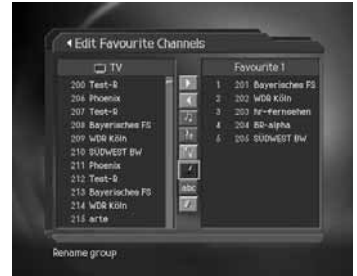 Edit Favourite Channels
TV
200 Test-R
206 Phoenix
207 Test-R
208 Bayerisches FS
209 WDR Köln
210 SÜDWEST BW
211 Phoenix
212 Test-R
213 Bayerisches FS
214 WDR Köln
215 arte
abc
Favourite 1
1 201 Bayerisches FS
2 202 WDR Köln
3 203 hr-fernsehen
4 204 BR-alpha
5 205 SÜDWEST BW
Rename group